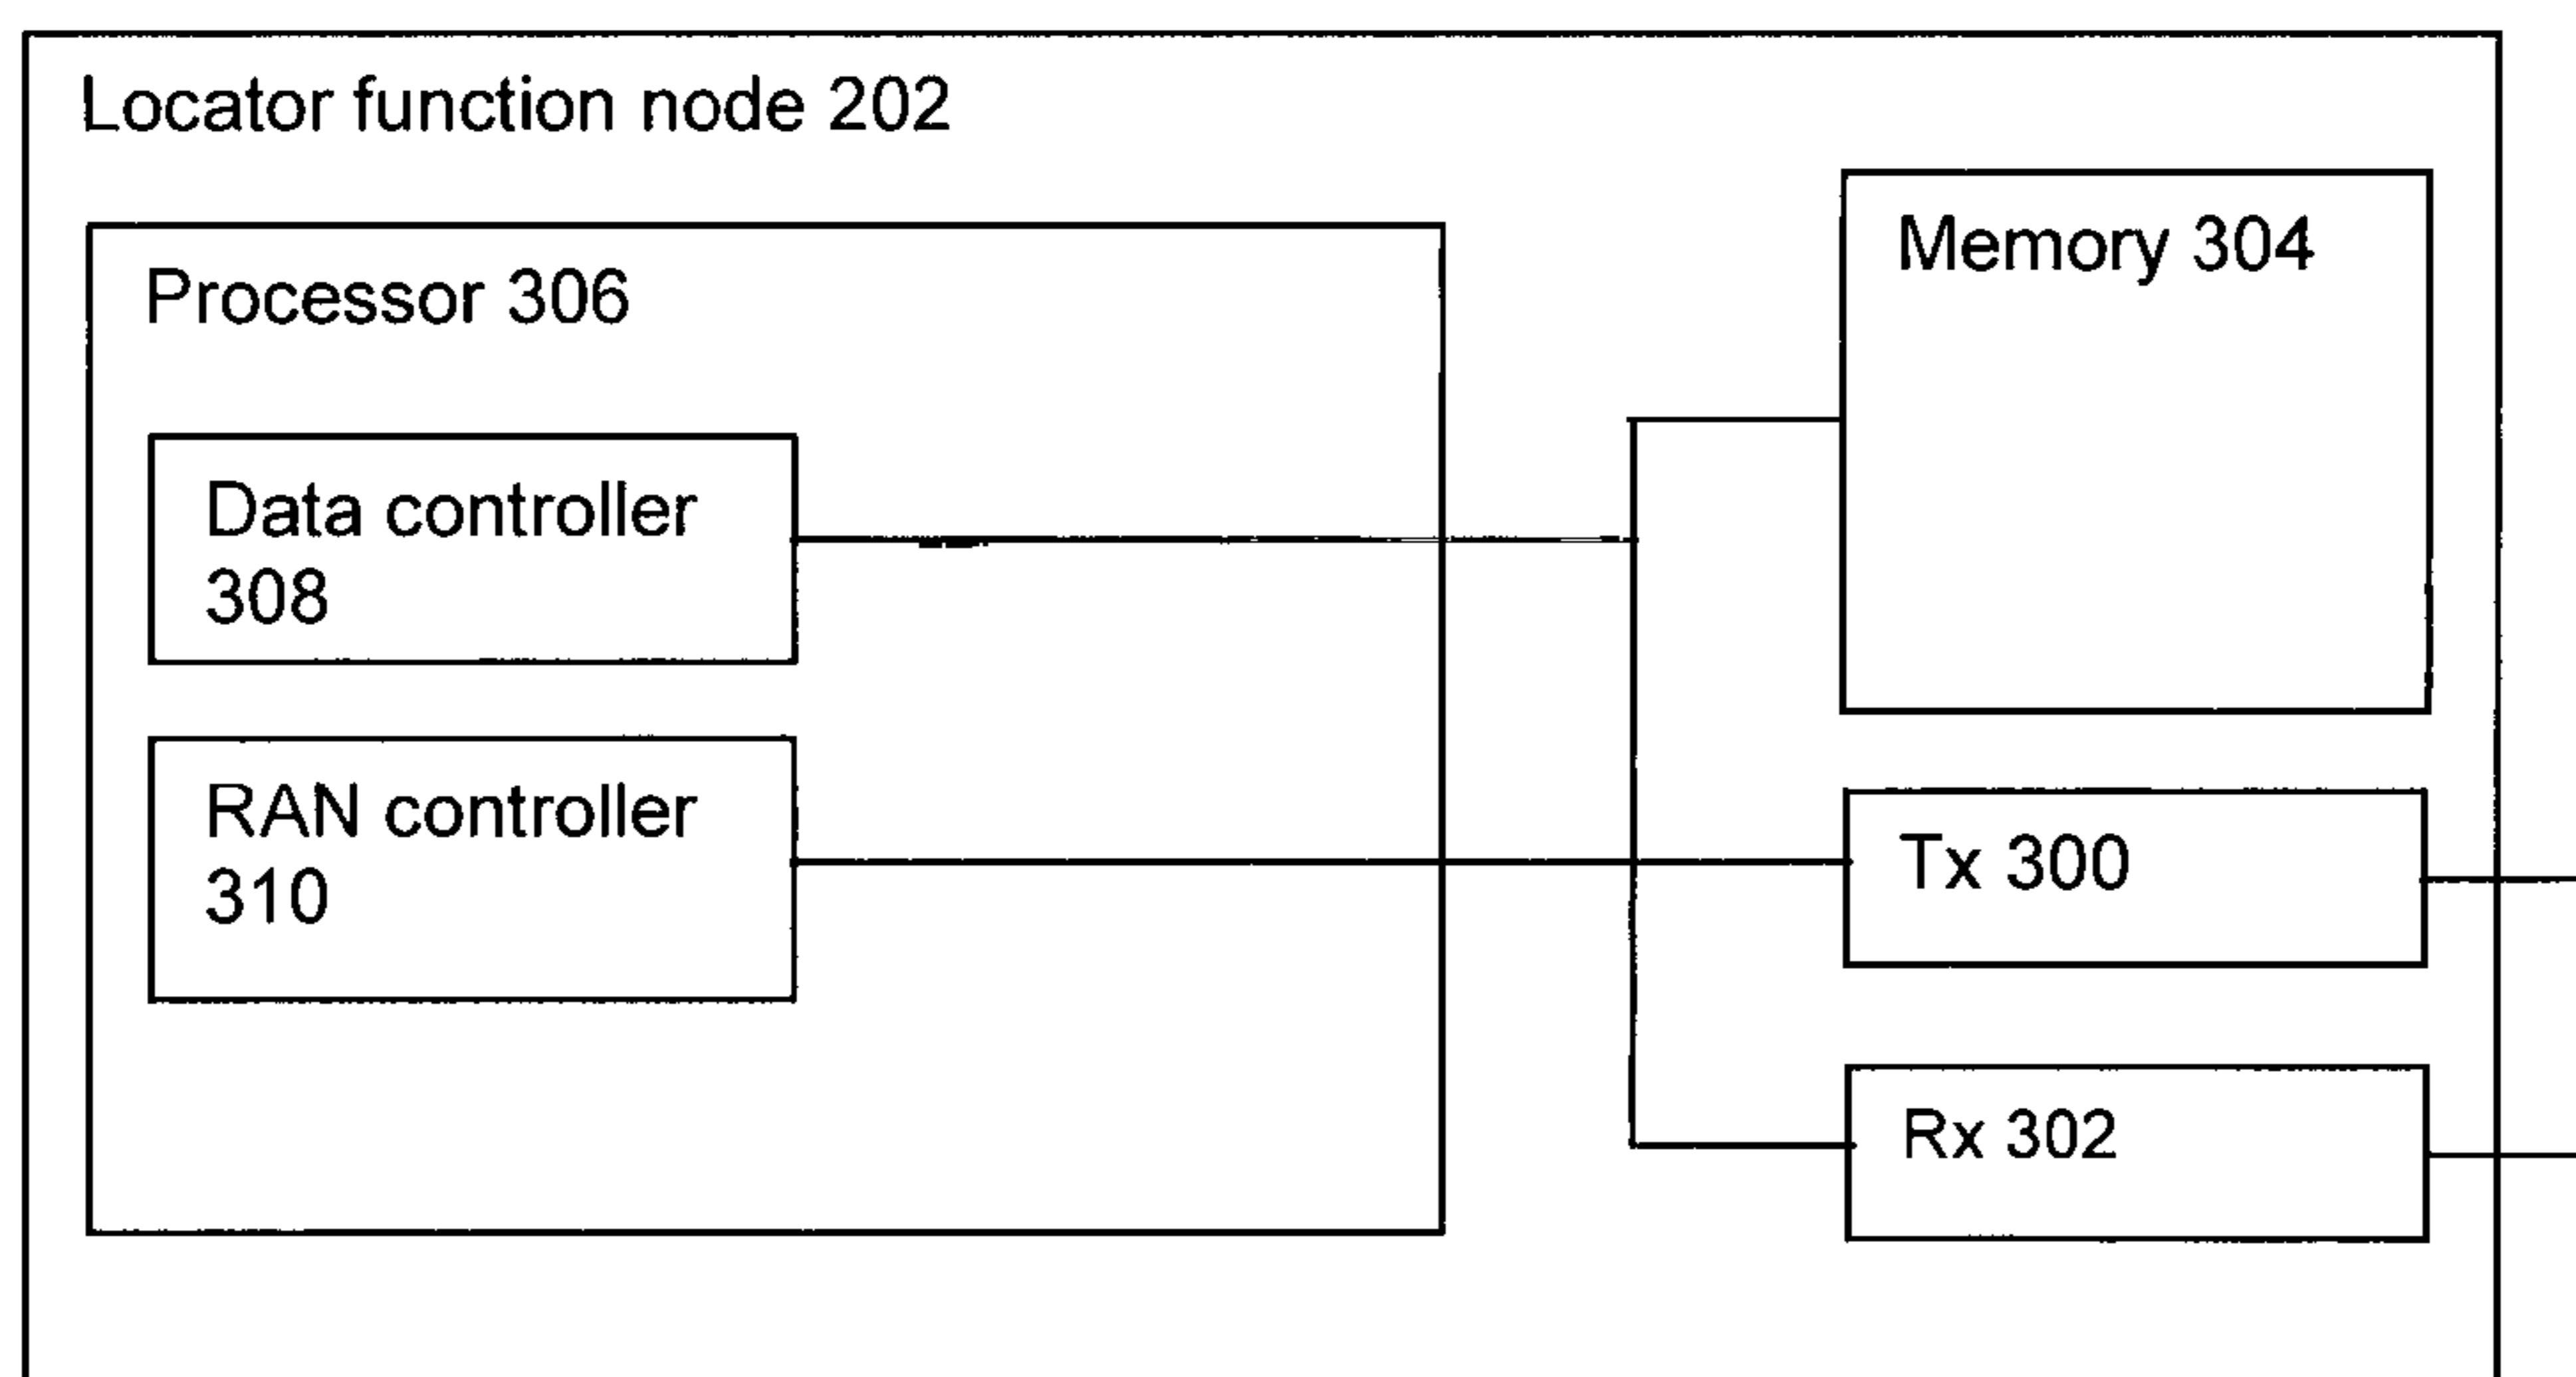 Locator function node 202
Processor 306
Data controller
308
RAN controller
310
Memory 304
Tx 300
Rx 302